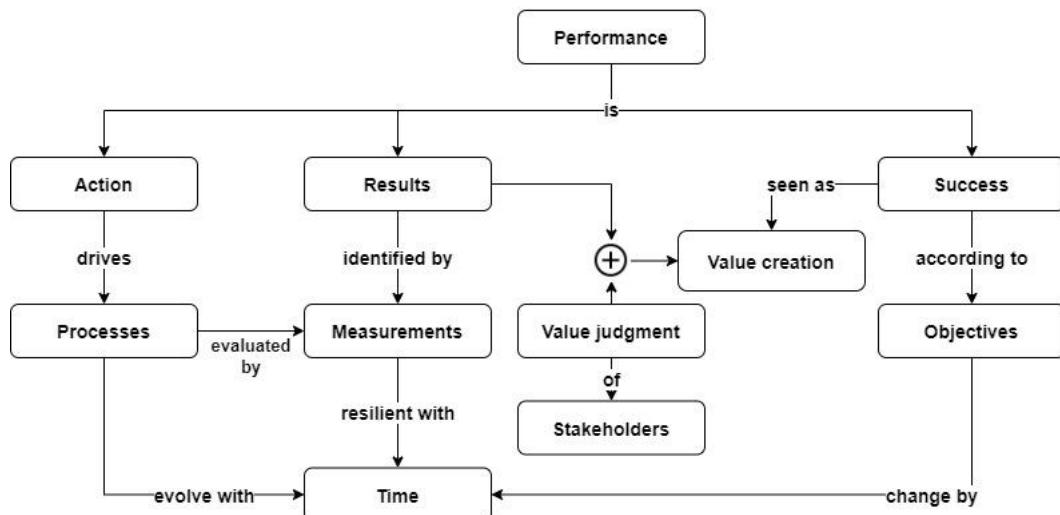 Performance
is
Action
Results
Success
seen as
drives
identified by
Value creation
according to
Processes
evaluated
by
Measurements
Value judgment
Objectives
of
resilient with
Stakeholders
evolve with
Time
change by